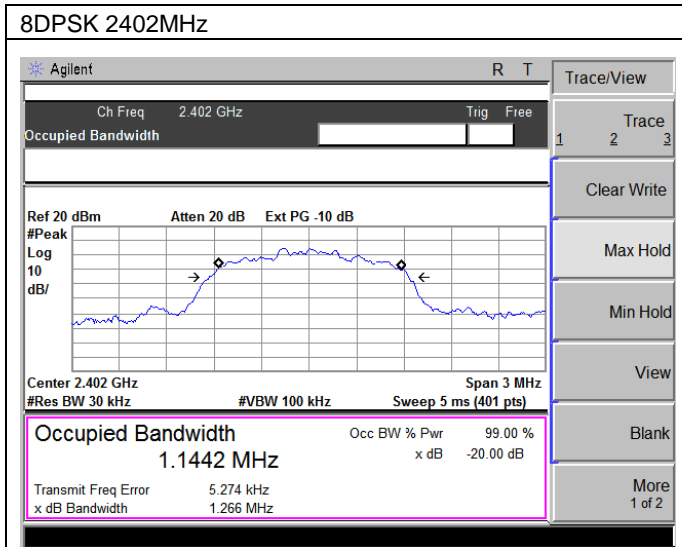 8DPSK 2402MHz
Agilent R T
Ch Freq 2.402 GHz Trig Free
Occupied Bandwidth
Ref 20 dBm Atten 20 dB Ext PG -10 dB
#Peak
Log
10
dB/
Center 2.402 GHz Span 3 MHz
#Res BW 30 kHz #VBW 100 kHz Sweep 5 ms (401 pts)
Occupied Bandwidth Occ BW % Pwr 99.00 %
1.1442 MHz x dB -20.00 dB
Transmit Freq Error 5.274 kHz
x dB Bandwidth 1.266 MHz
Trace/View
Trace
1 2 3
Clear Write
Max Hold
Min Hold
View
Blank
More
1 of 2